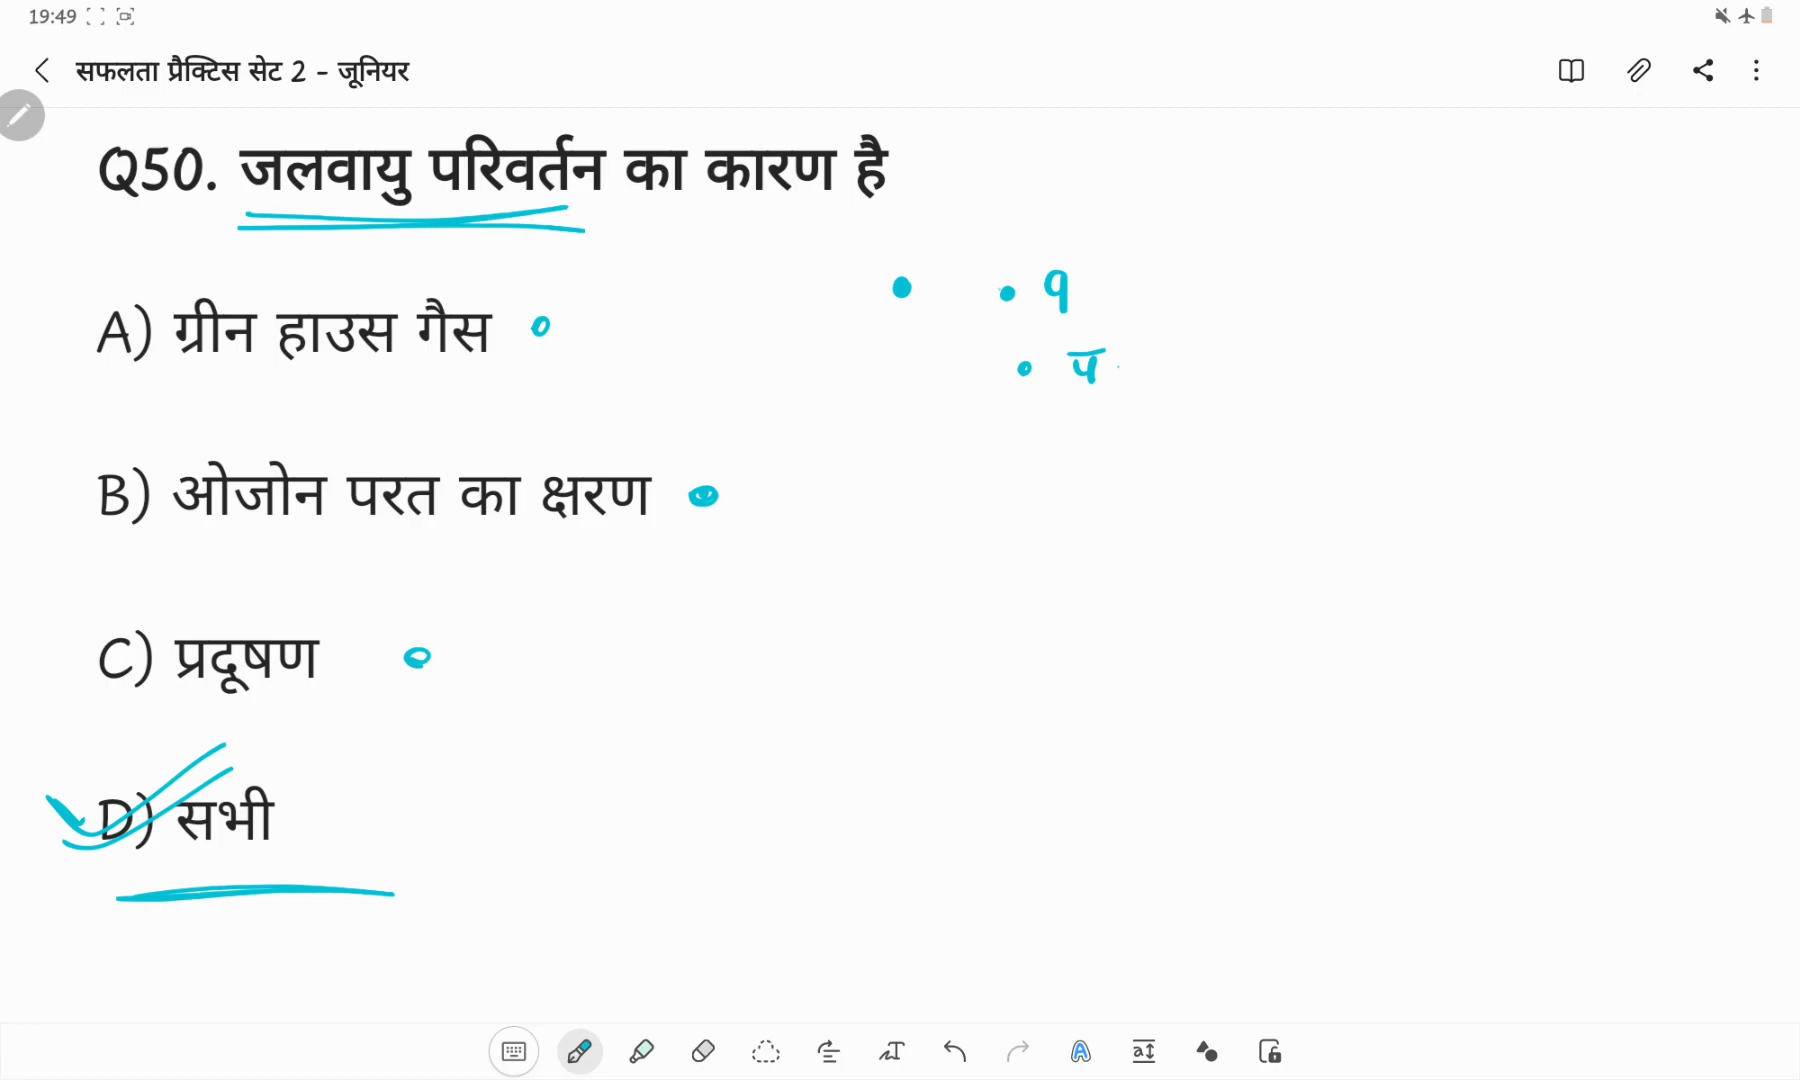 19:49
सफलता प्रैक्टिस सेट 2 - जूनियर
Q50. जलवायु परिवर्तन का कारण है
A) ग्रीन हाउस गैस
B) ओजोन परत का क्षरण
C) प्रदूषण
D) सभी